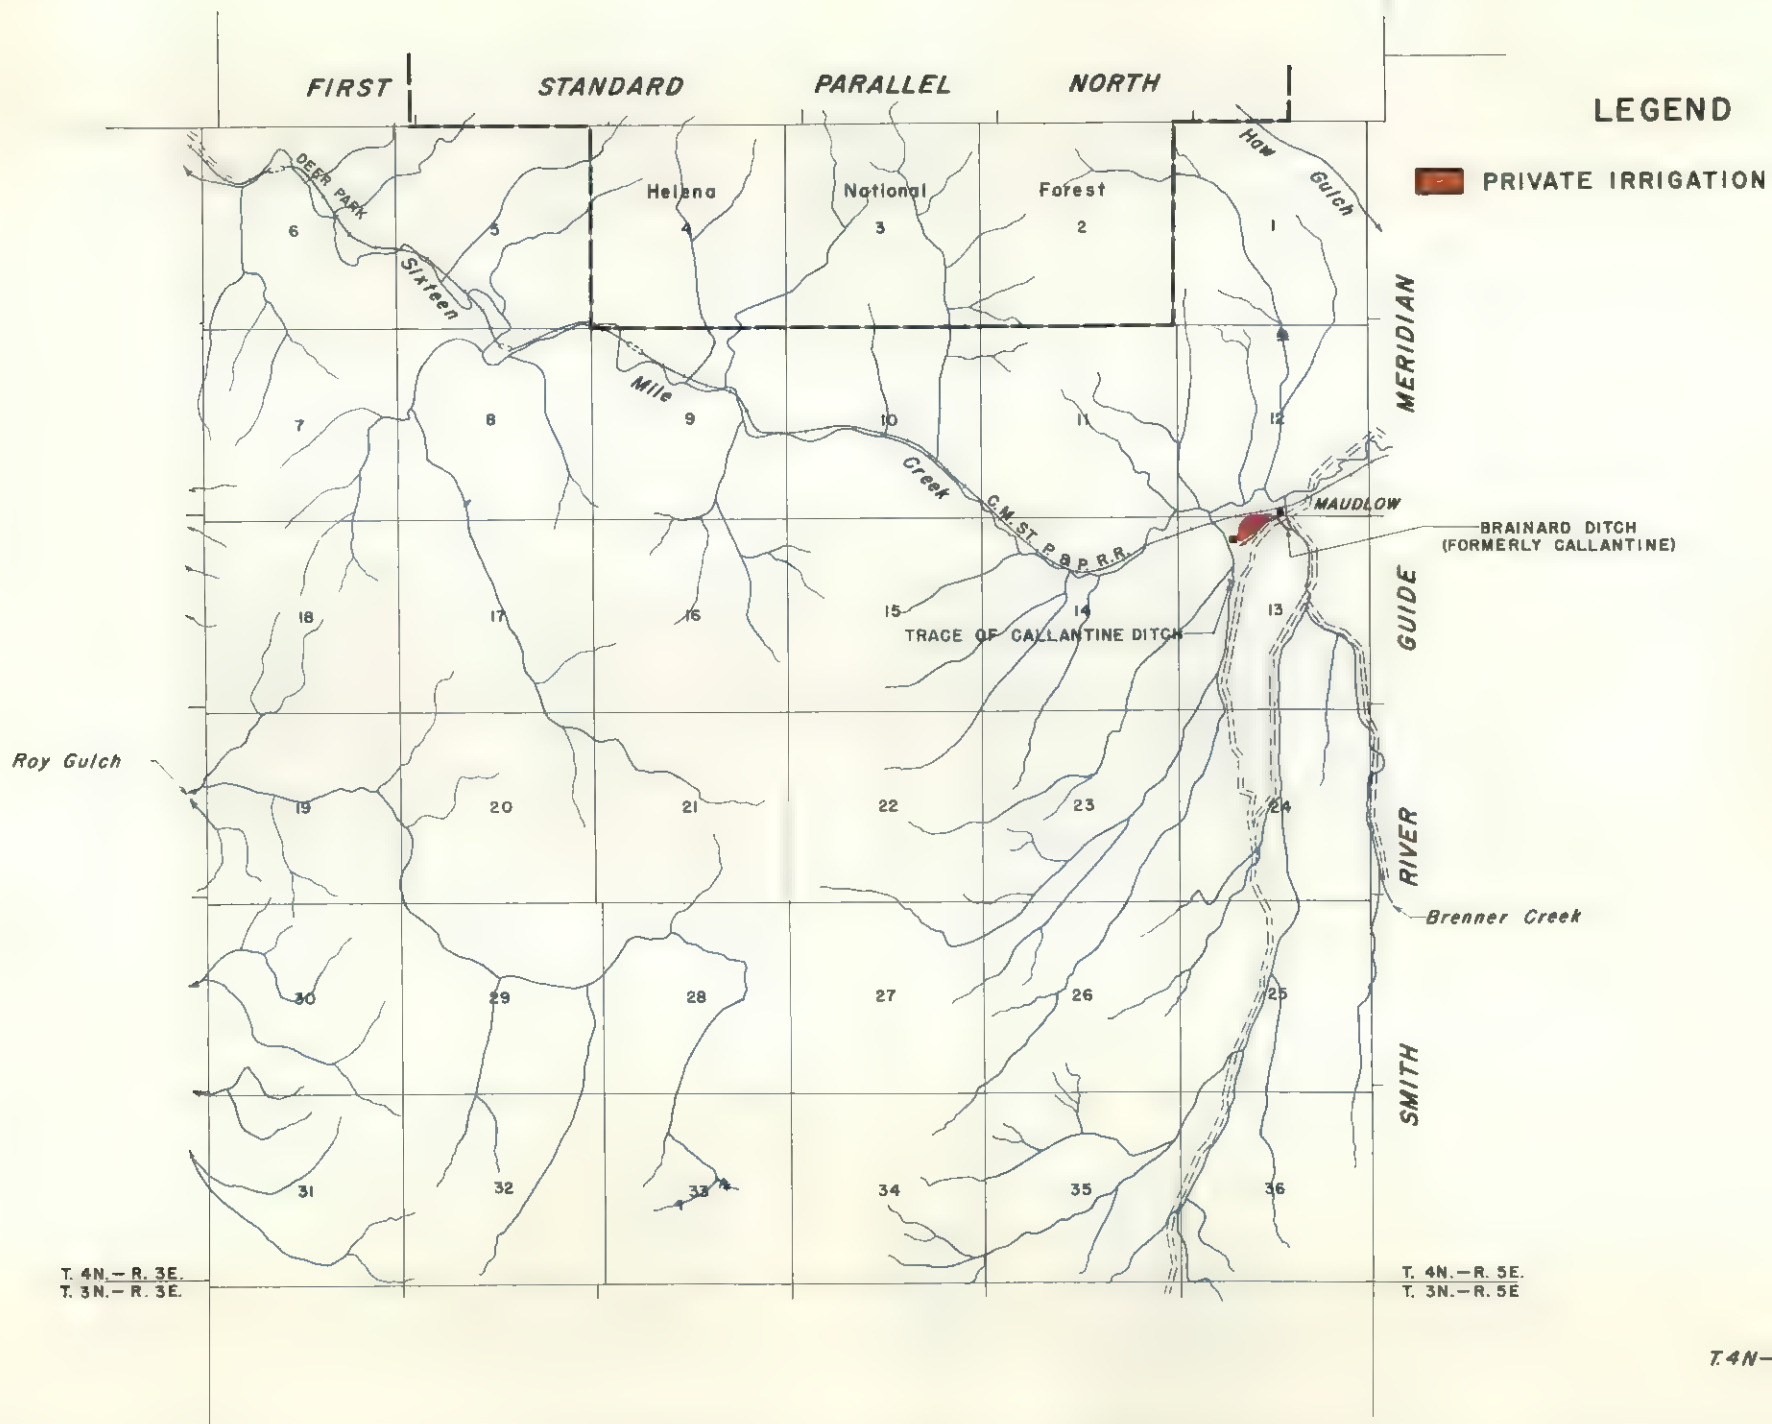 FIRST STANDARD PARALLEL NORTH
LEGEND
PRIVATE IRRIGATION
Haw Gulch
DEER PARK
Helena National Forest
6 5 4 3 2 1
Sixteen Mile Creek
MERIDIAN
7 8 9 10 11 12
C. M. ST. P. & P. R.R.
MAUDLOW
BRAINARD DITCH
(FORMERLY CALLANTINE)
GUIDE
18 17 16 15 14 13
TRACE OF CALLANTINE DITCH
Roy Gulch
19 20 21 22 23 24
RIVER
Brenner Creek
30 29 28 27 26 25
SMITH
31 32 33 34 35 36
T. 4N.—R. 3E.
T. 3N.—R. 3E.
T. 4N.—R. 5E.
T. 3N.—R. 5E
T. 4N—